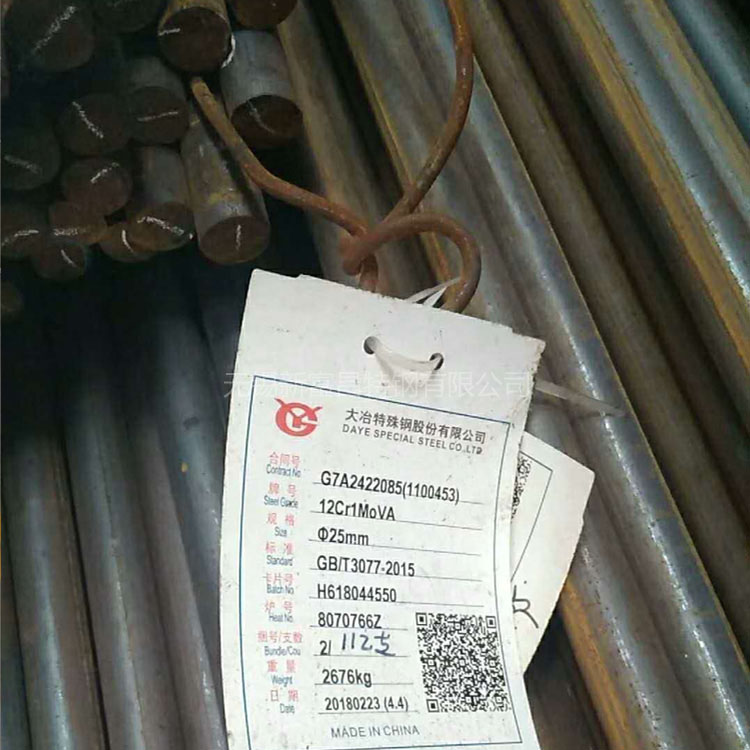 大冶特殊钢股份有限公司
DAYE SPECIAL STEEL CO.,LTD
合同号 G7A2422085(1100453)
Contract No
牌号 12Cr1MoVA
Steel Grade
规格 Φ25mm
Size
标准 GB/T3077-2015
Standard
卡片号 H618044550
Batch No
炉号 8070766Z
Heat No
捆号/支数 2/ 112支
Bundle/Cou
重量 2676kg
Weight
日期 20180223 (4.4)
Date
MADE IN CHINA